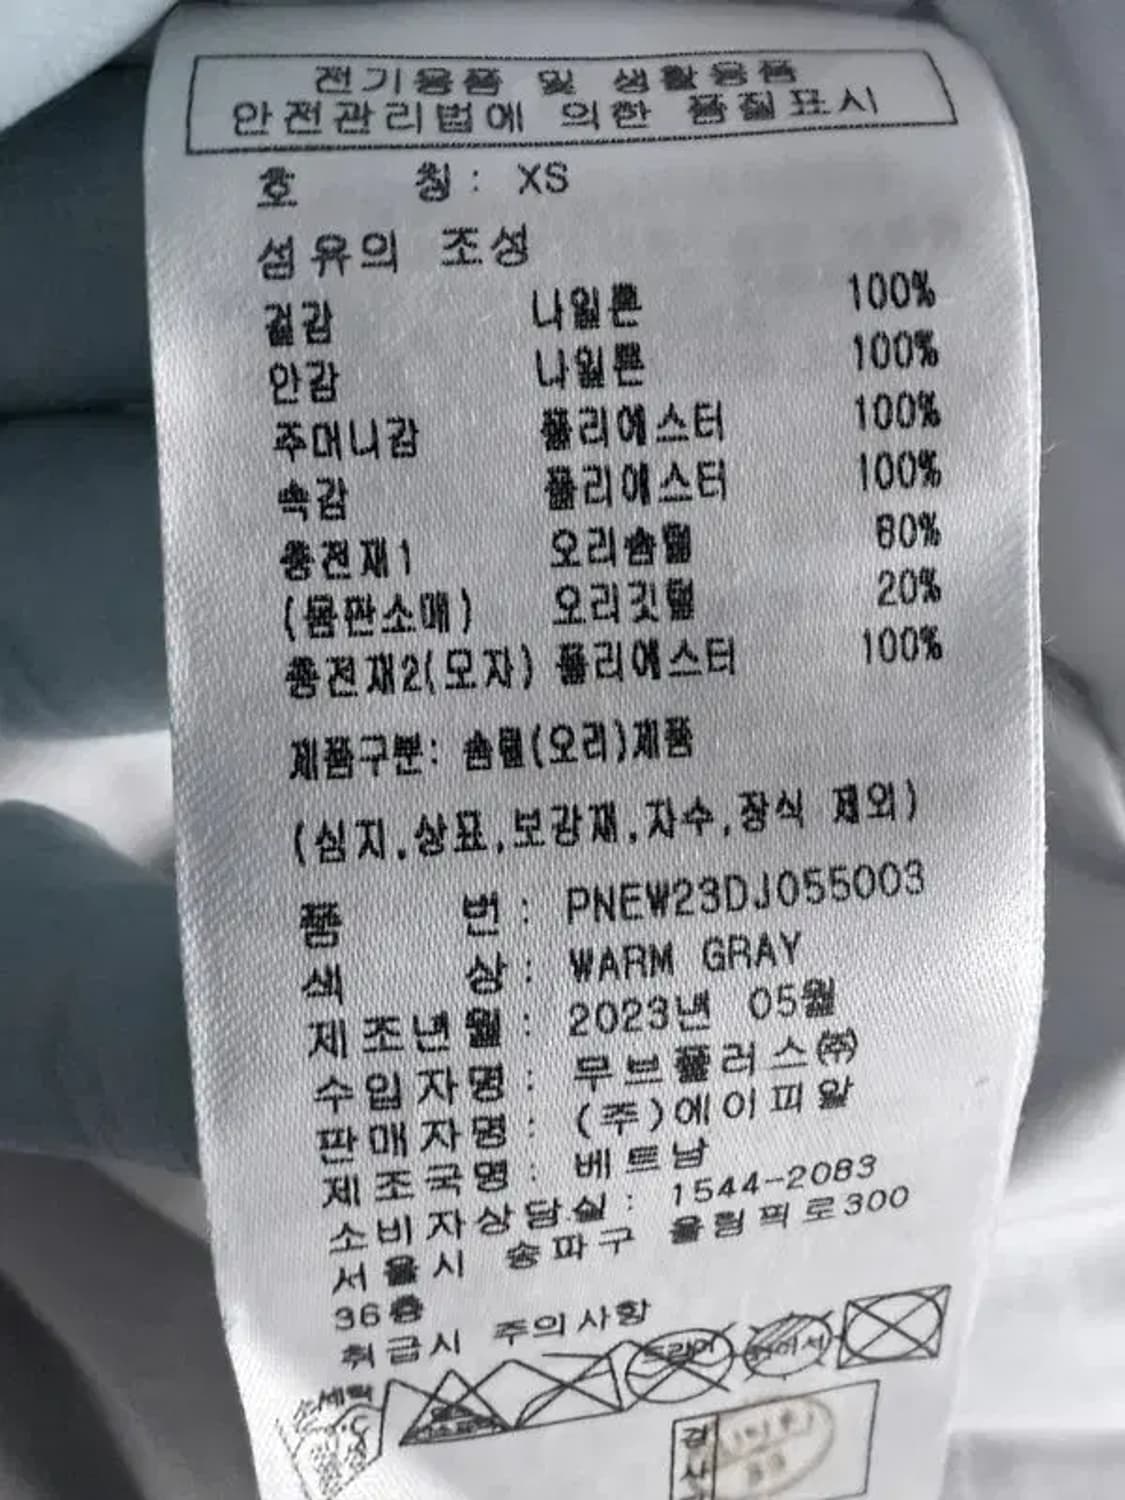 전기용품 및 생활용품
안전관리법에 의한 품질표시
호 칭: XS
섬유의 조성
겉감 나일론 100%
안감 나일론 100%
주머니감 폴리에스터 100%
속감 폴리에스터 100%
충전재1 오리솜털 80%
(몸판소매) 오리깃털 20%
충전재2(모자) 폴리에스터 100%
제품구분: 솜털(오리)제품
(심지,상표,보강재,자수,장식 제외)
품 번: PNEW23DJ055003
색 상: WARM GRAY
제조년월: 2023년 05월
수입자명: 무브플러스㈜
판매자명: (주)에이피알
제조국명: 베트남
소비자상담실: 1544-2083
서울시 송파구 올림픽로300
36층
취급시 주의사항
드라이
검사